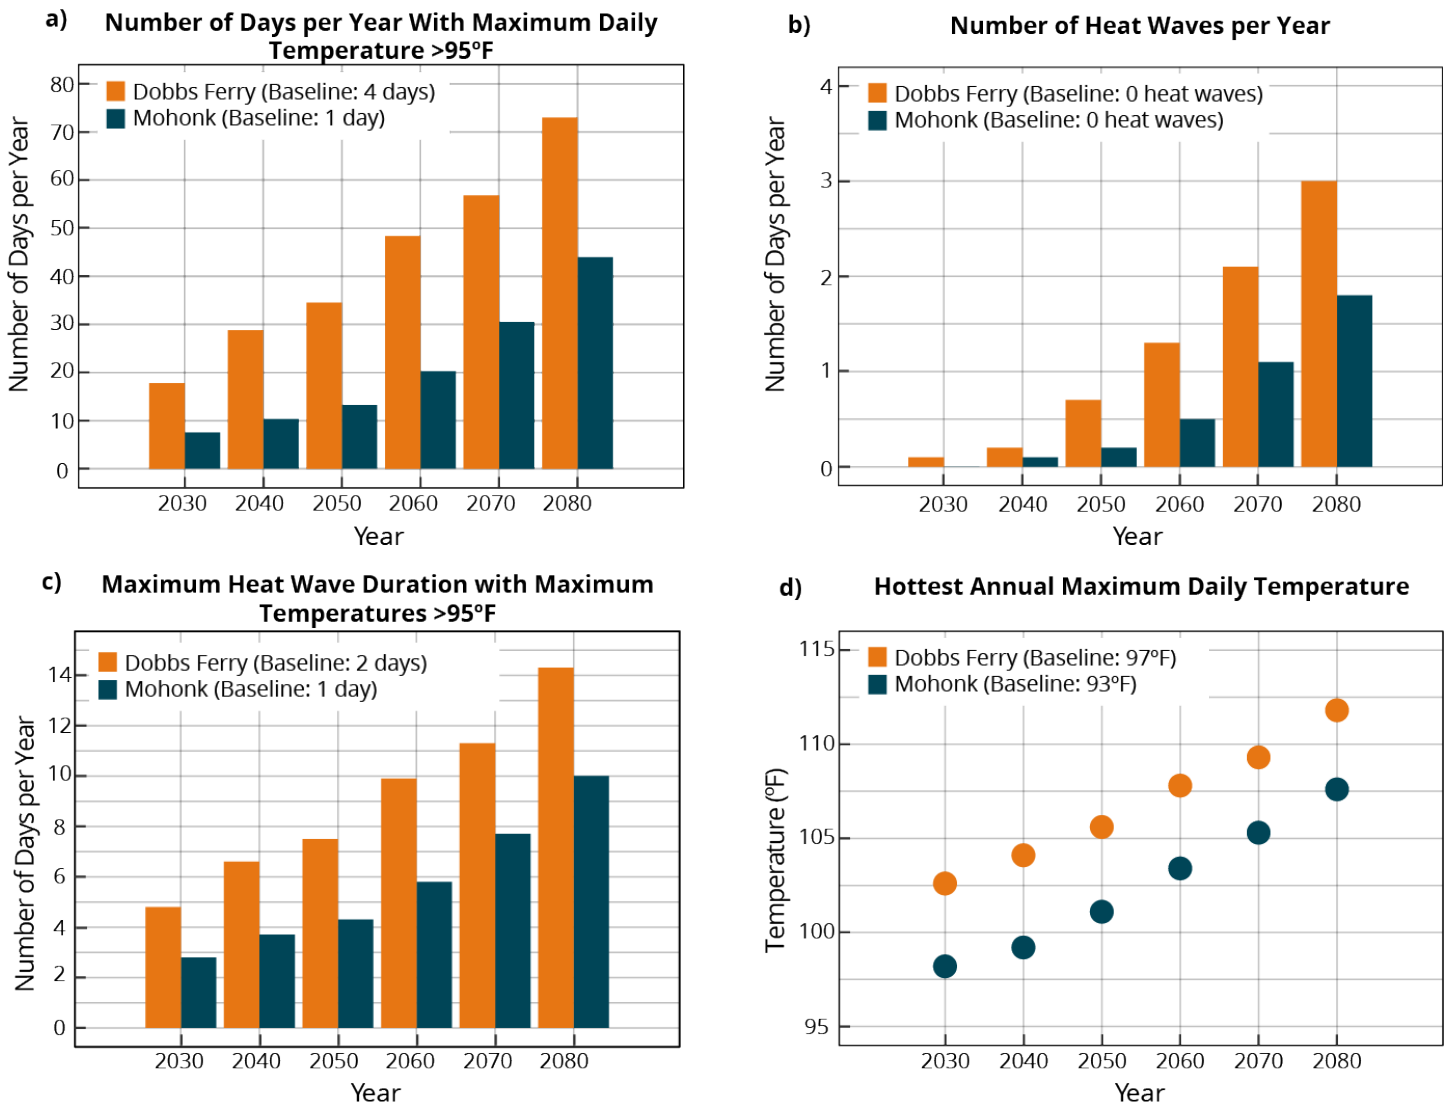 a)
Number of Days per Year With Maximum Daily
Temperature >95ºF
Dobbs Ferry (Baseline: 4 days)
Mohonk (Baseline: 1 day)
Number of Days per Year
80
70
60
50
40
30
20
10
0
2030 2040 2050 2060 2070 2080
Year
b)
Number of Heat Waves per Year
Dobbs Ferry (Baseline: 0 heat waves)
Mohonk (Baseline: 0 heat waves)
Number of Days per Year
4
3
2
1
0
2030 2040 2050 2060 2070 2080
Year
c)
Maximum Heat Wave Duration with Maximum
Temperatures >95ºF
Dobbs Ferry (Baseline: 2 days)
Mohonk (Baseline: 1 day)
Number of Days per Year
14
12
10
8
6
4
2
0
2030 2040 2050 2060 2070 2080
Year
d)
Hottest Annual Maximum Daily Temperature
Dobbs Ferry (Baseline: 97ºF)
Mohonk (Baseline: 93ºF)
Temperature (ºF)
115
110
105
100
95
2030 2040 2050 2060 2070 2080
Year